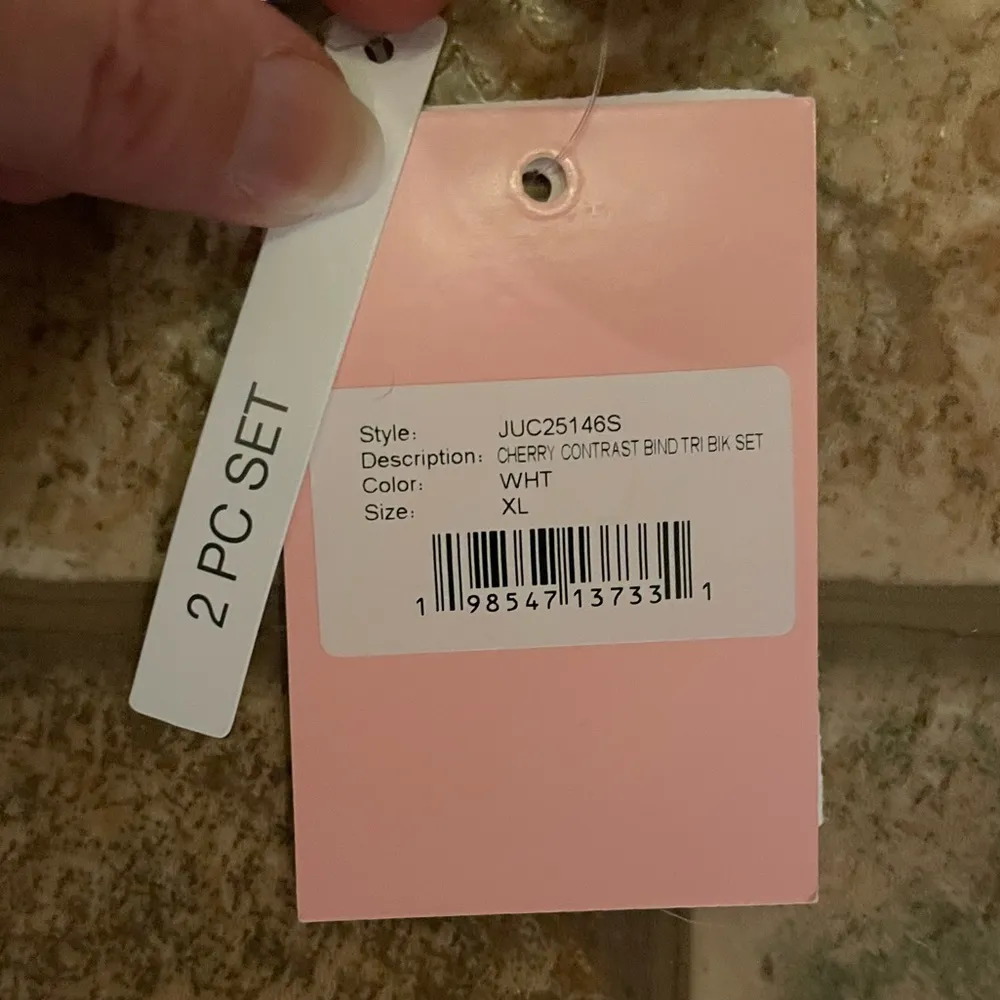 2 PC SET
Style: JUC25146S
Description: CHERRY CONTRAST BIND TRI BIK SET
Color: WHT
Size: XL
1 98547 13733 1